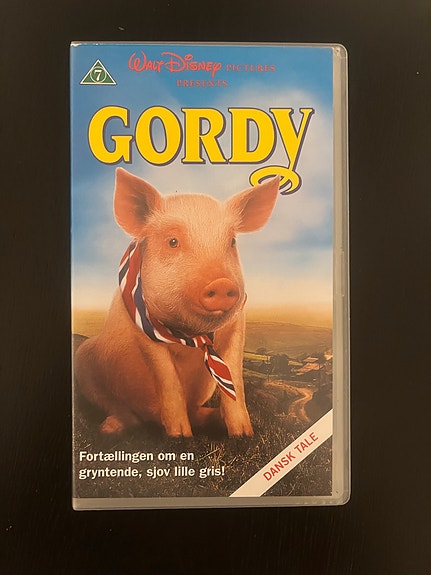 7
WALT DISNEY PICTURES
PRESENTS
GORDY
Fortællingen om en
gryntende, sjov lille gris!
DANSK TALE